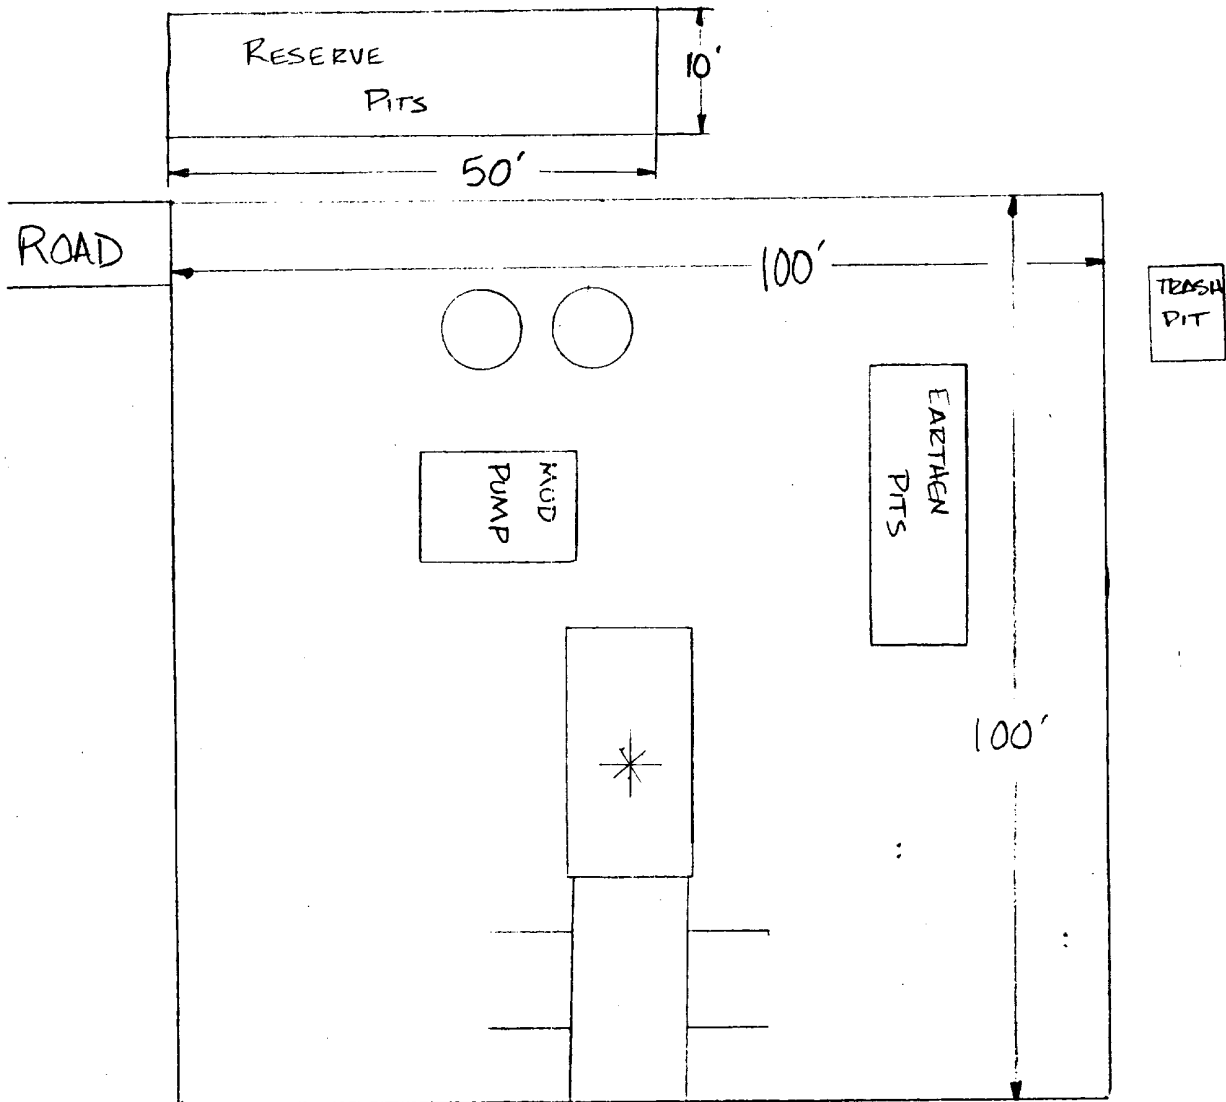 RESERVE
PITS
10'
50'
ROAD
100'
TRASH
PIT
EARTHEN
PITS
MUD
PUMP
100'